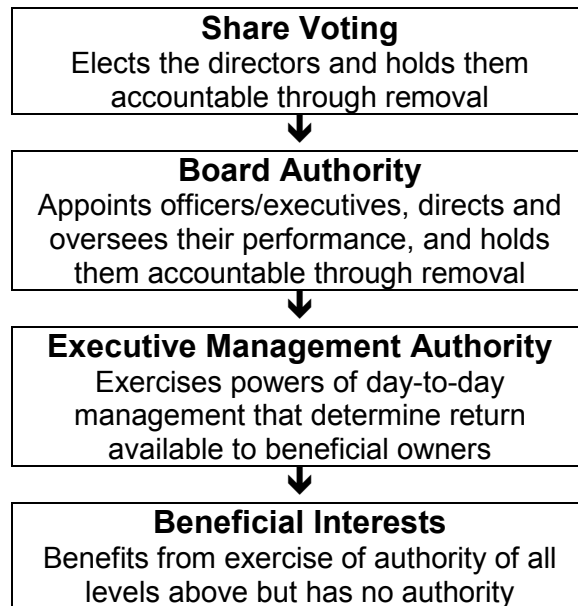 Share Voting
Elects the directors and holds them
accountable through removal
Board Authority
Appoints officers/executives, directs and
oversees their performance, and holds
them accountable through removal
Executive Management Authority
Exercises powers of day-to-day
management that determine return
available to beneficial owners
Beneficial Interests
Benefits from exercise of authority of all
levels above but has no authority